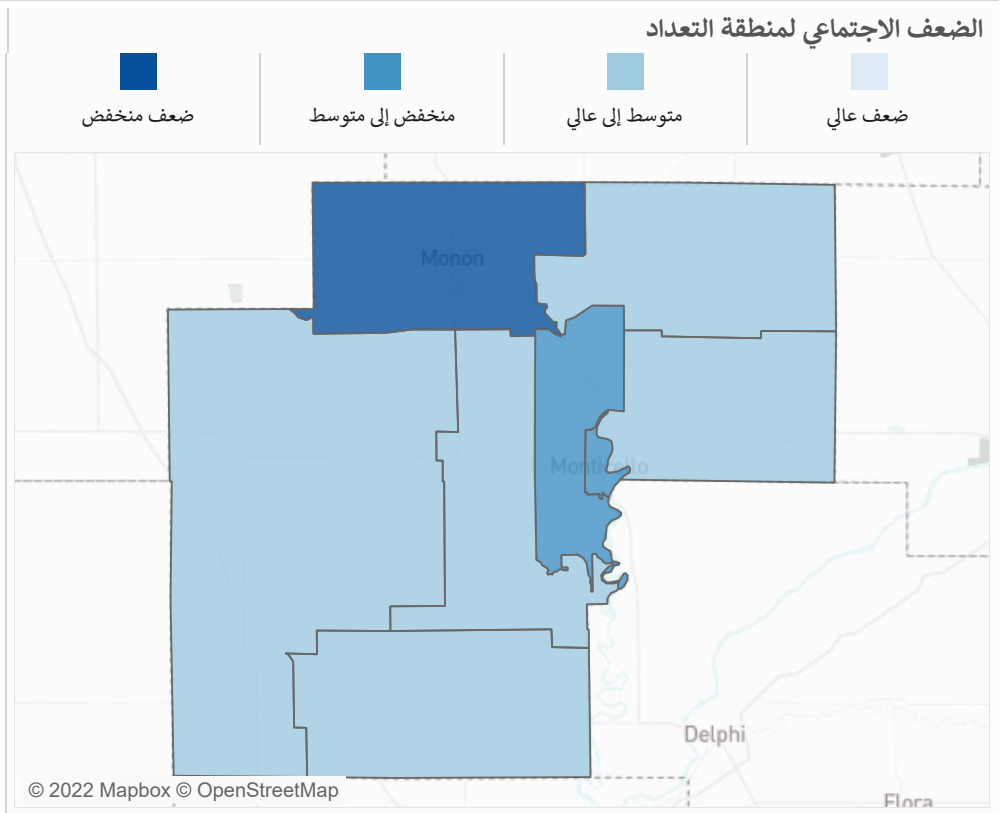 الضعف الاجتماعي لمنطقة التعداد
ضعف عالي
متوسط إلى عالي
منخفض إلى متوسط
ضعف منخفض
Monon
Monticello
Delphi
Flora
© 2022 Mapbox © OpenStreetMap